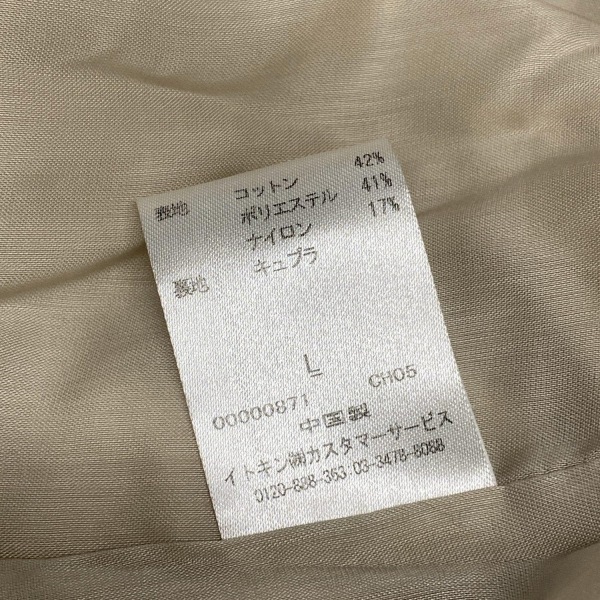 表地 コットン 42%
ポリエステル 41%
ナイロン 17%
裏地 キュプラ
L
00000871 CH05
中国製
イトキン㈱カスタマーサービス
0120-888-363:03-3478-8088